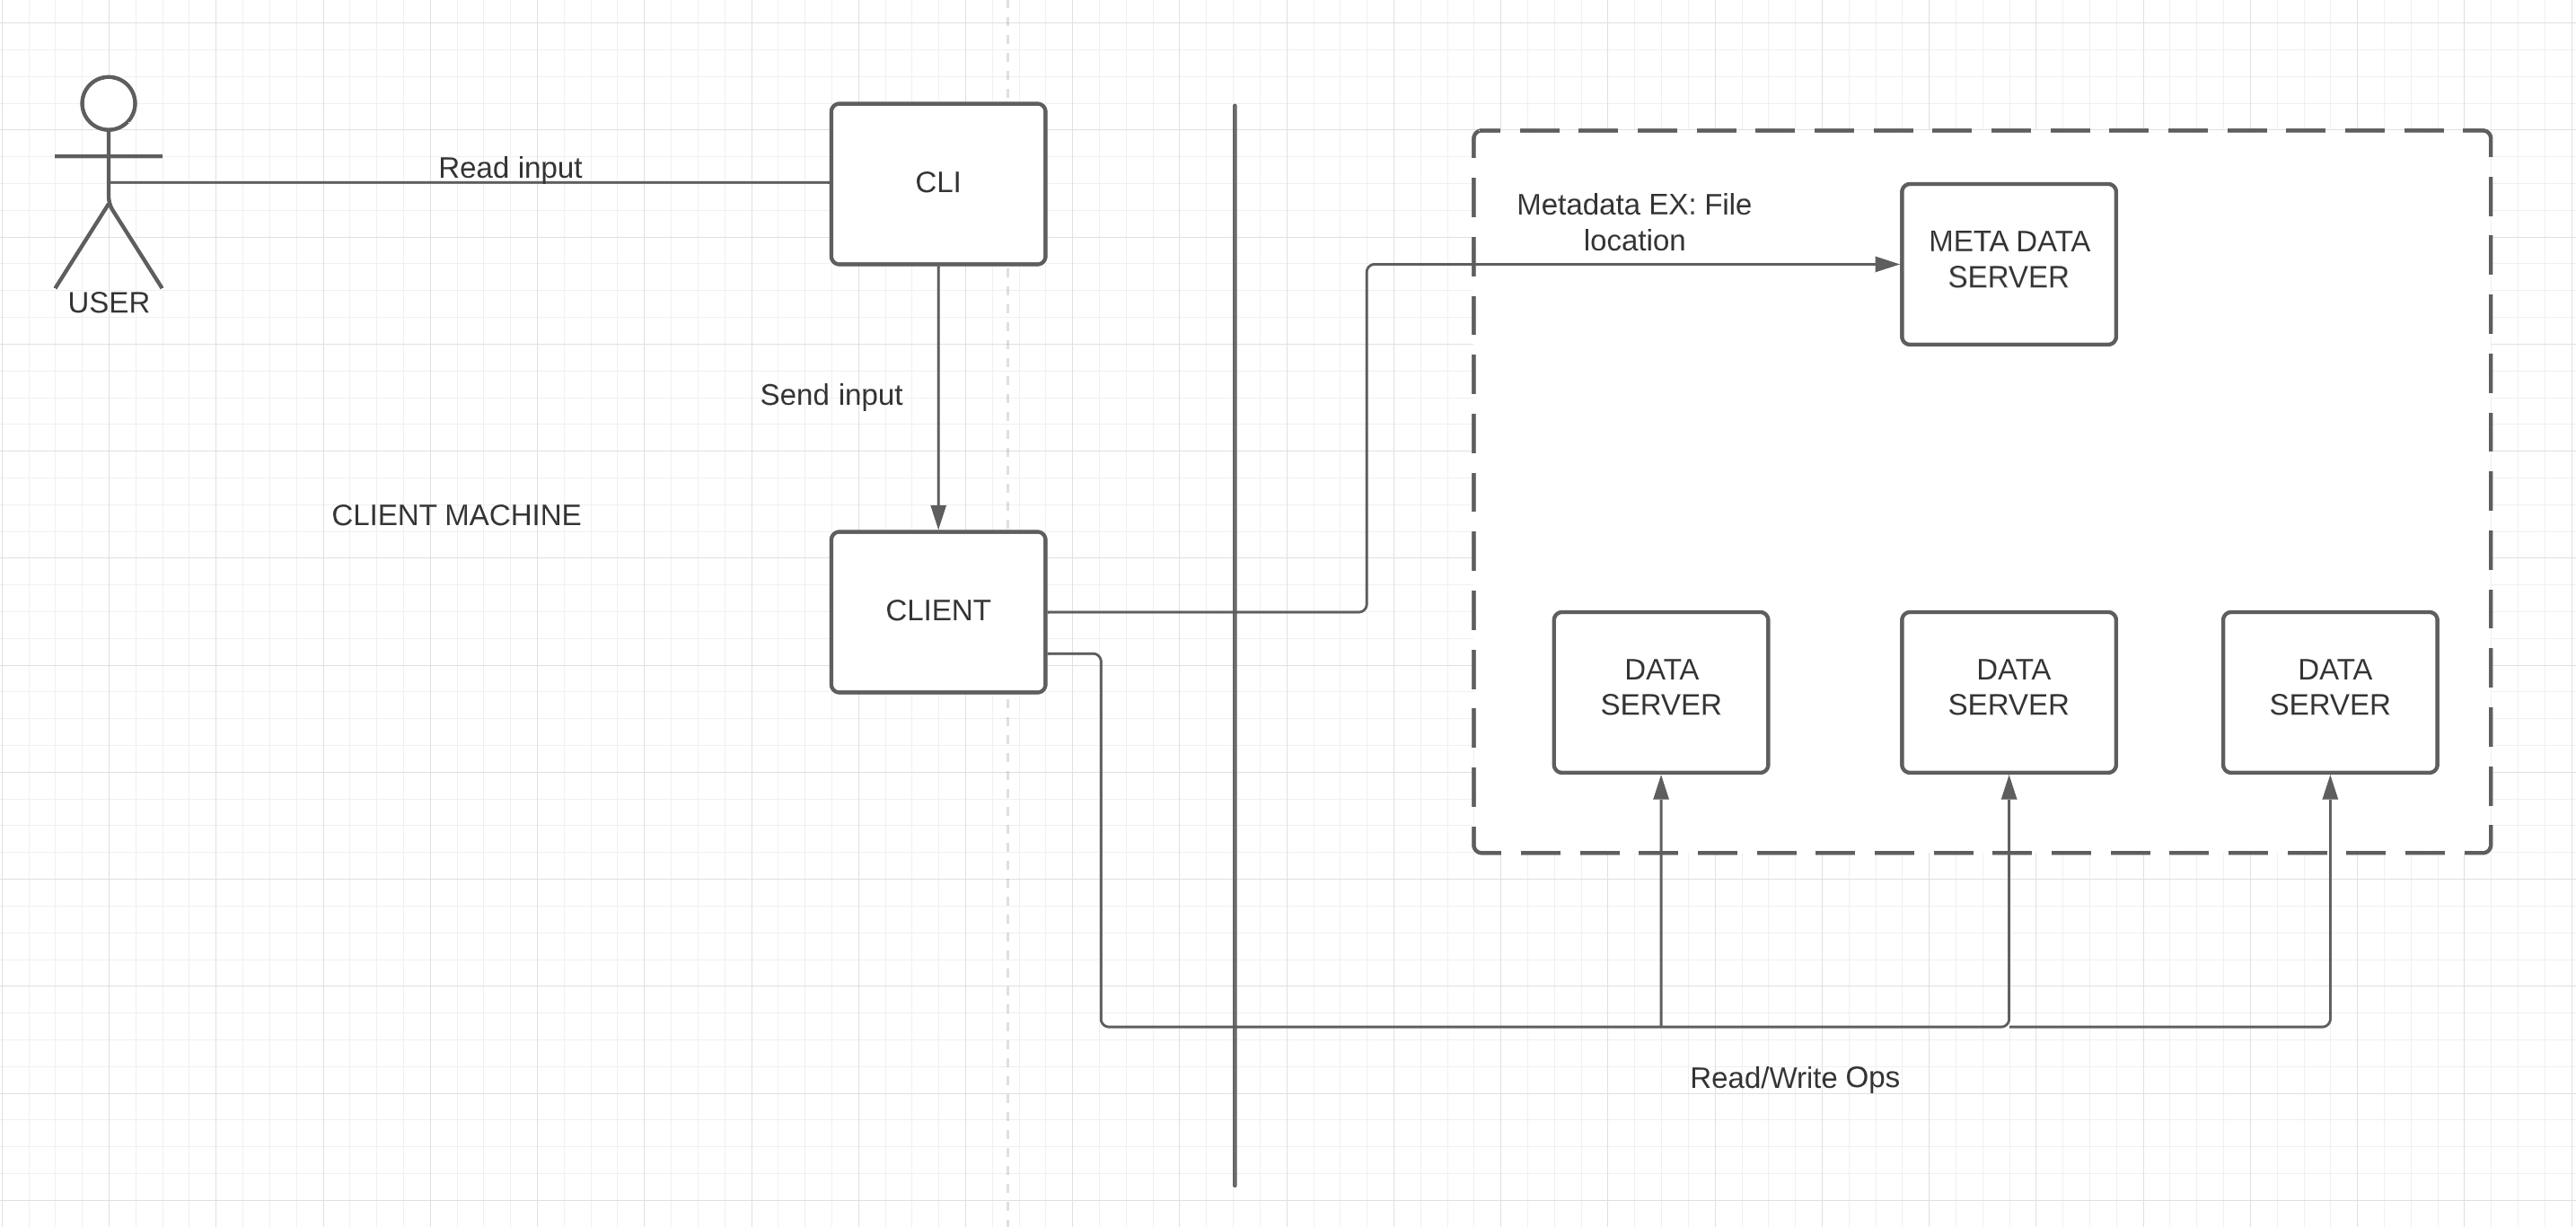 Read input
CLI
USER
Send input
CLIENT MACHINE
CLIENT
Metadata EX: File
location
META DATA
SERVER
DATA
SERVER
DATA
SERVER
DATA
SERVER
Read/Write Ops